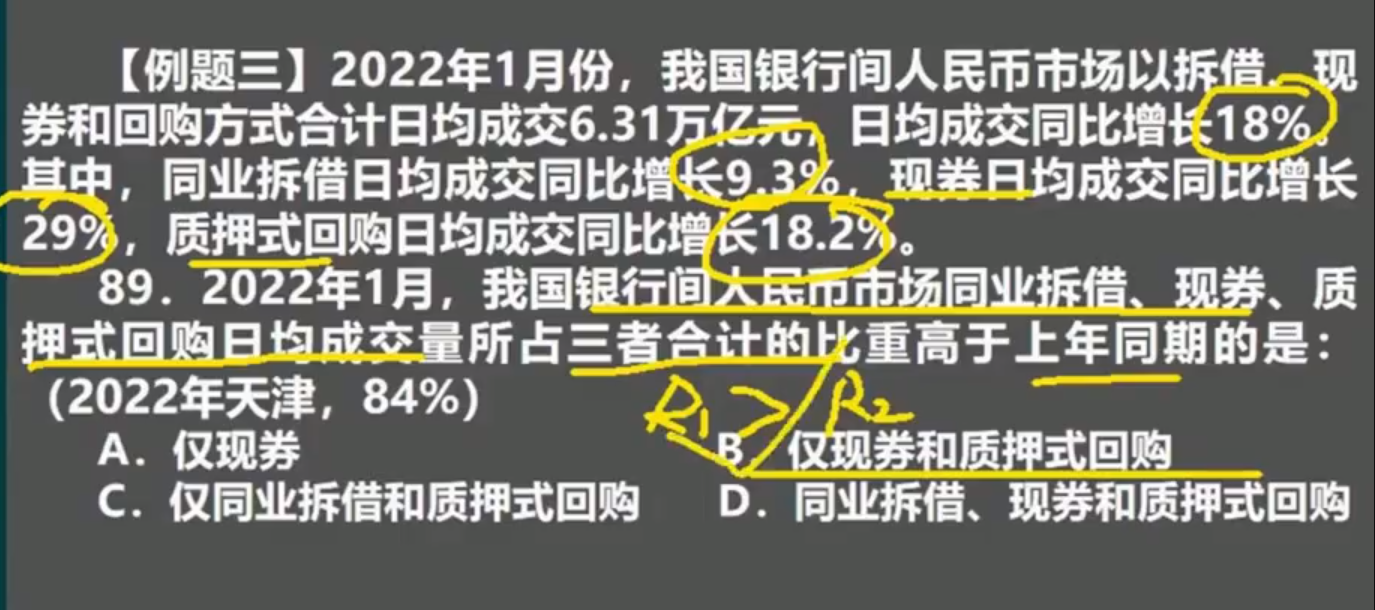 【例题三】2022年1月份，我国银行间人民币市场以拆借、现
券和回购方式合计日均成交6.31万亿元，日均成交同比增长18%。
其中，同业拆借日均成交同比增长9.3%，现券日均成交同比增长
29%，质押式回购日均成交同比增长18.2%。
89．2022年1月，我国银行间人民币市场同业拆借、现券、质
押式回购日均成交量所占三者合计的比重高于上年同期的是：
（2022年天津，84%）
R₁＞R₂
A．仅现券 B．仅现券和质押式回购
C．仅同业拆借和质押式回购 D．同业拆借、现券和质押式回购